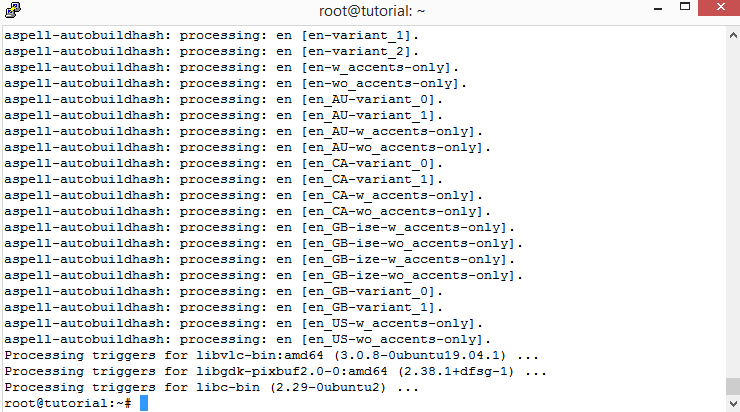 root@tutorial: ~
aspell-autobuildhash: processing: en [en-variant_1].
aspell-autobuildhash: processing: en [en-variant_2].
aspell-autobuildhash: processing: en [en-w_accents-only].
aspell-autobuildhash: processing: en [en-wo_accents-only].
aspell-autobuildhash: processing: en [en_AU-variant_0].
aspell-autobuildhash: processing: en [en_AU-variant_1].
aspell-autobuildhash: processing: en [en_AU-w_accents-only].
aspell-autobuildhash: processing: en [en_AU-wo_accents-only].
aspell-autobuildhash: processing: en [en_CA-variant_0].
aspell-autobuildhash: processing: en [en_CA-variant_1].
aspell-autobuildhash: processing: en [en_CA-w_accents-only].
aspell-autobuildhash: processing: en [en_CA-wo_accents-only].
aspell-autobuildhash: processing: en [en_GB-ise-w_accents-only].
aspell-autobuildhash: processing: en [en_GB-ise-wo_accents-only].
aspell-autobuildhash: processing: en [en_GB-ize-w_accents-only].
aspell-autobuildhash: processing: en [en_GB-ize-wo_accents-only].
aspell-autobuildhash: processing: en [en_GB-variant_0].
aspell-autobuildhash: processing: en [en_GB-variant_1].
aspell-autobuildhash: processing: en [en_US-w_accents-only].
aspell-autobuildhash: processing: en [en_US-wo_accents-only].
Processing triggers for libvlc-bin:amd64 (3.0.8-0ubuntu19.04.1) ...
Processing triggers for libgdk-pixbuf2.0-0:amd64 (2.38.1+dfsg-1) ...
Processing triggers for libc-bin (2.29-0ubuntu2) ...
root@tutorial:~#